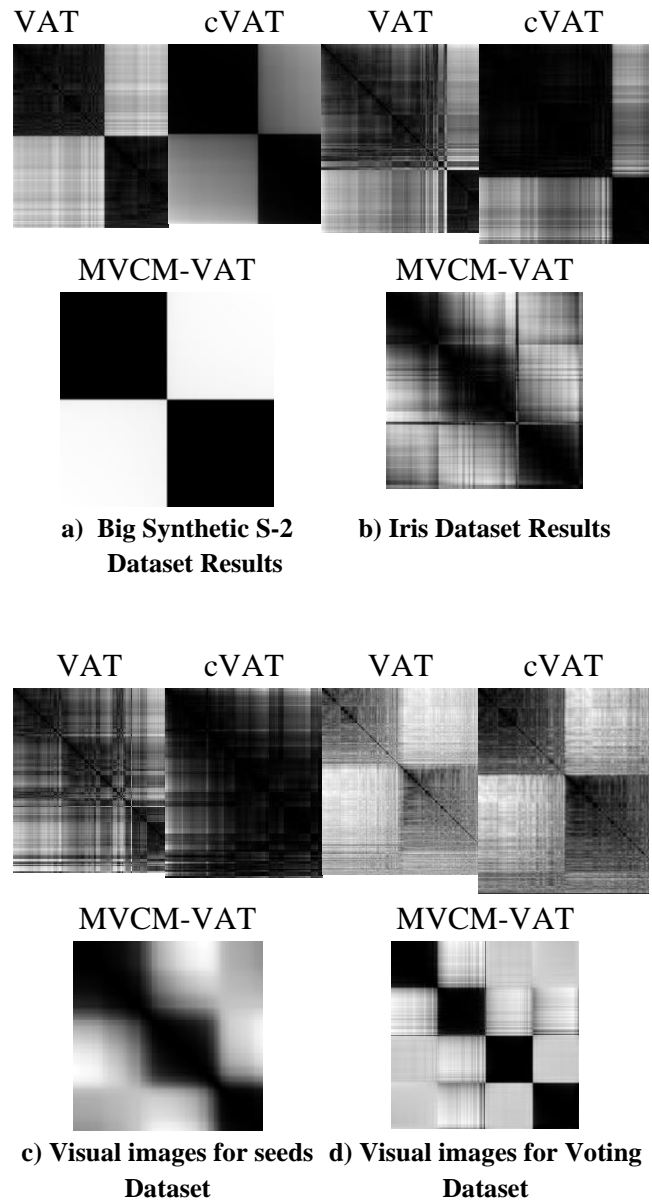 VAT cVAT VAT cVAT
MVCM-VAT MVCM-VAT
a) Big Synthetic S-2 b) Iris Dataset Results
Dataset Results
VAT cVAT VAT cVAT
MVCM-VAT MVCM-VAT
c) Visual images for seeds d) Visual images for Voting
Dataset Dataset